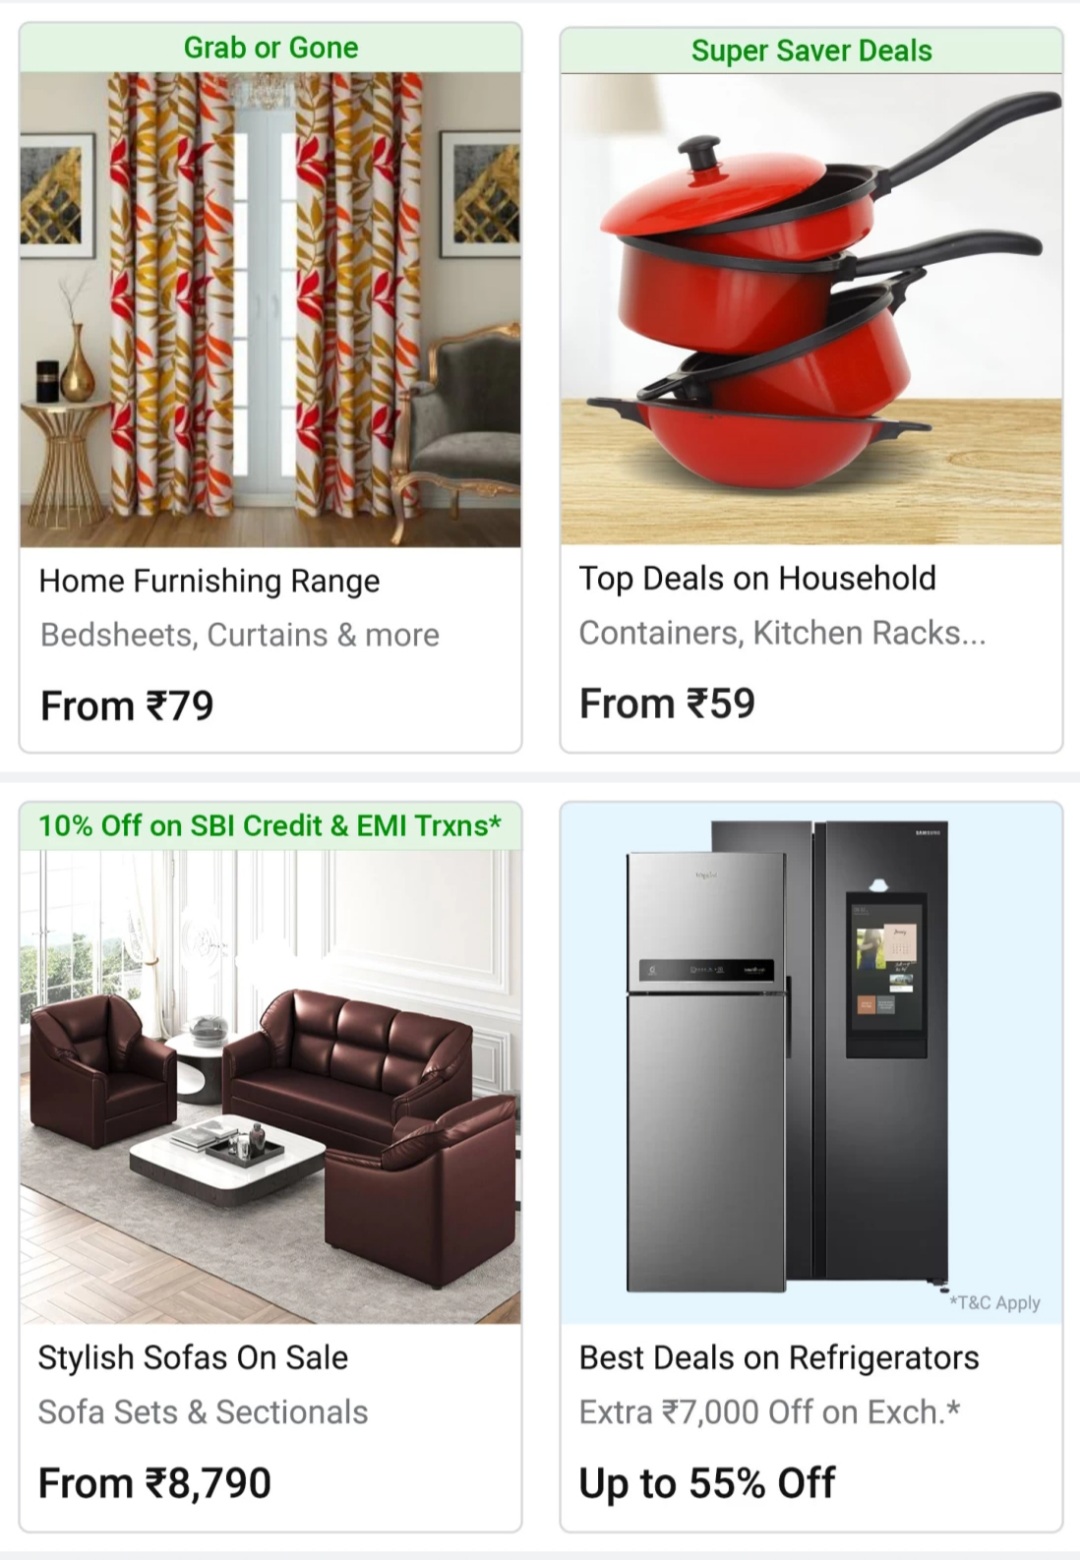 Grab or Gone
Home Furnishing Range
Bedsheets, Curtains & more
From ₹79
Super Saver Deals
Top Deals on Household
Containers, Kitchen Racks...
From ₹59
10% Off on SBI Credit & EMI Trxns*
Stylish Sofas On Sale
Sofa Sets & Sectionals
From ₹8,790
SAMSUNG
*T&C Apply
Best Deals on Refrigerators
Extra ₹7,000 Off on Exch.*
Up to 55% Off